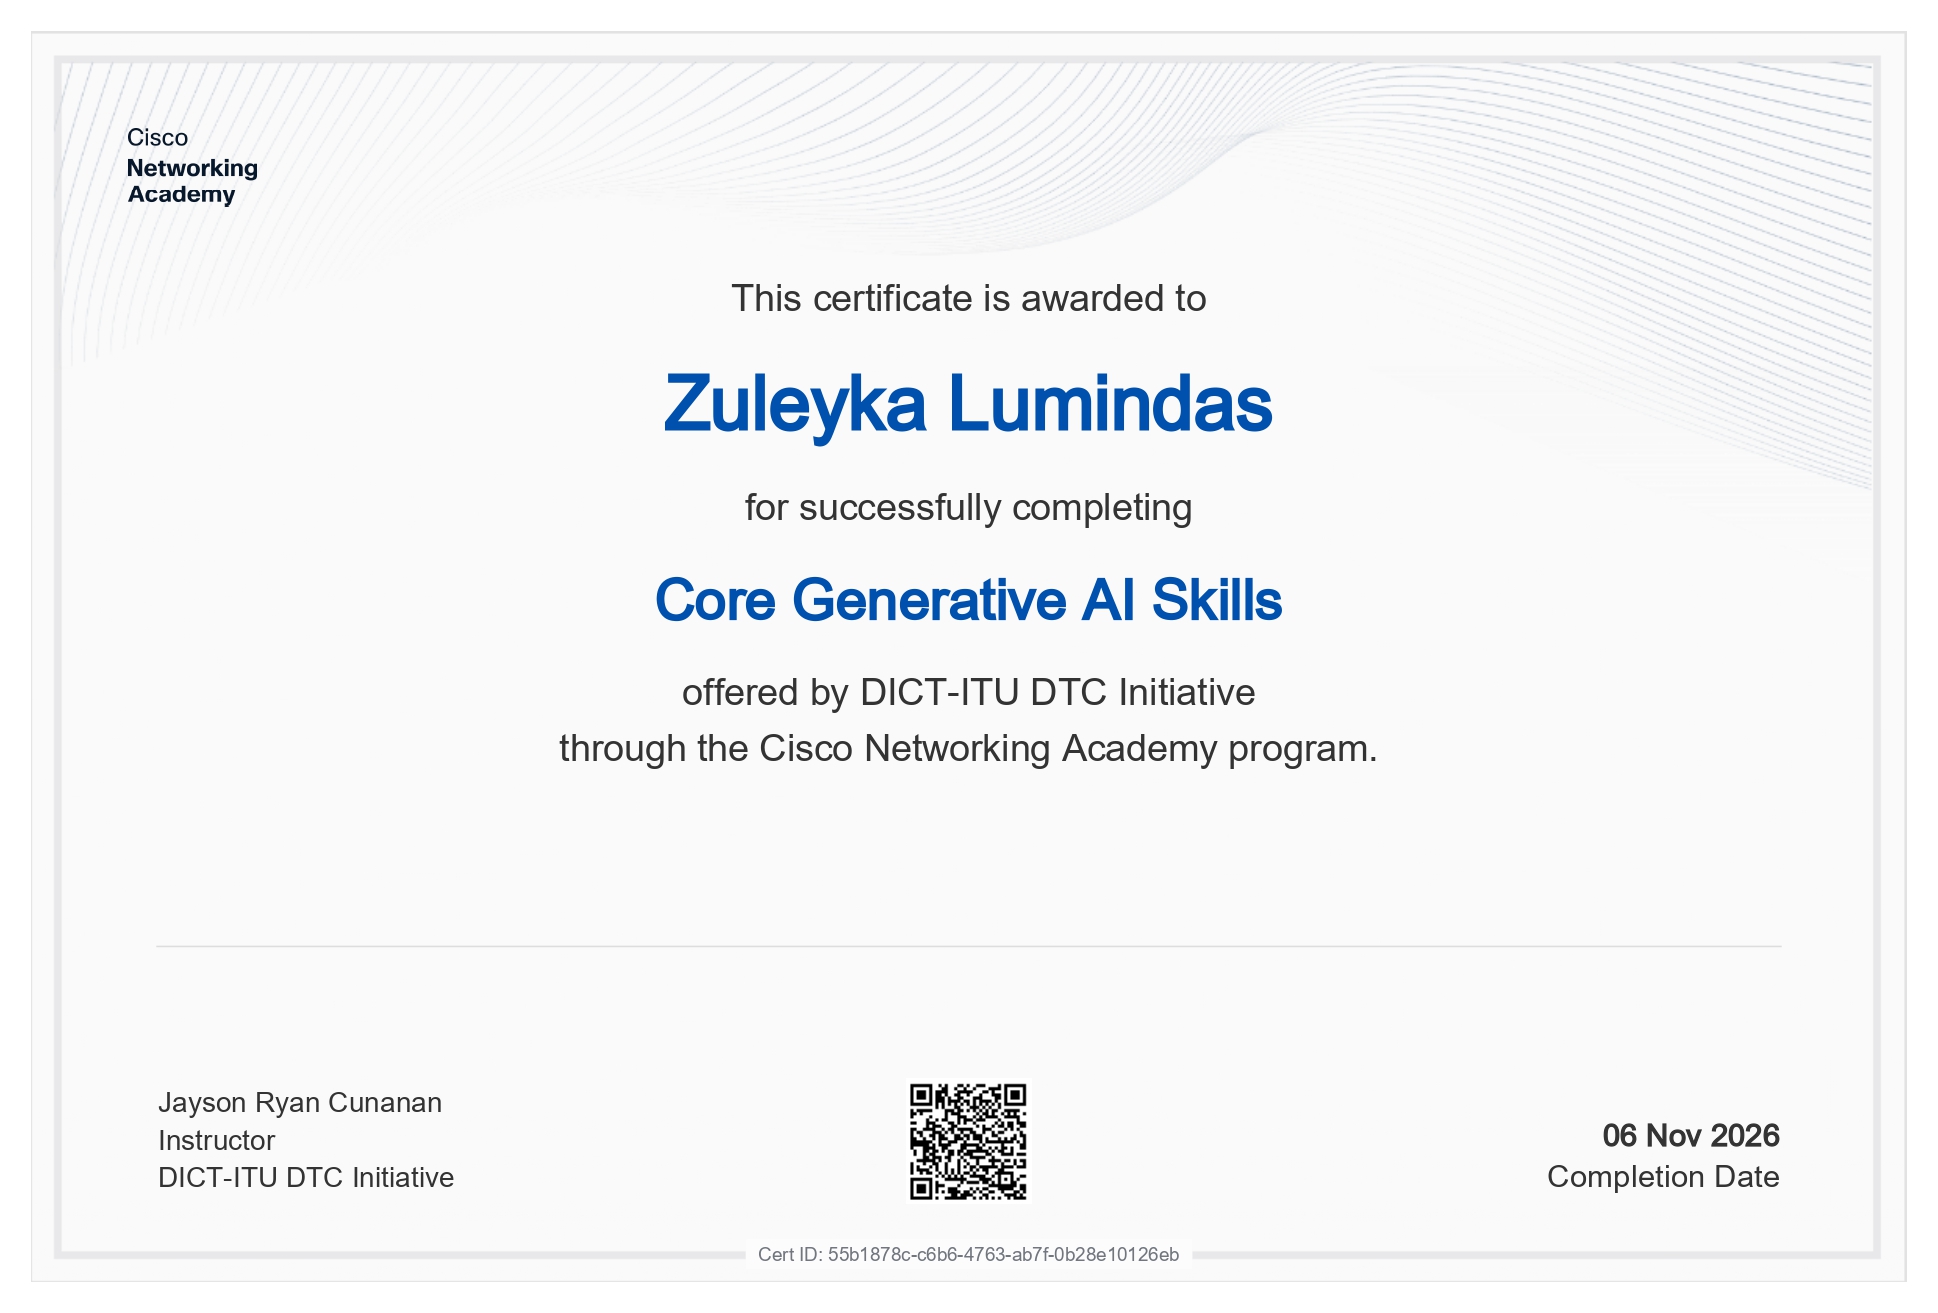 Cisco
Networking
Academy
This certificate is awarded to
Zuleyka Lumindas
for successfully completing
Core Generative AI Skills
offered by DICT-ITU DTC Initiative
through the Cisco Networking Academy program.
Jayson Ryan Cunanan
Instructor
DICT-ITU DTC Initiative
06 Nov 2026
Completion Date
Cert ID: 55b1878c-c6b6-4763-ab7f-0b28e10126eb